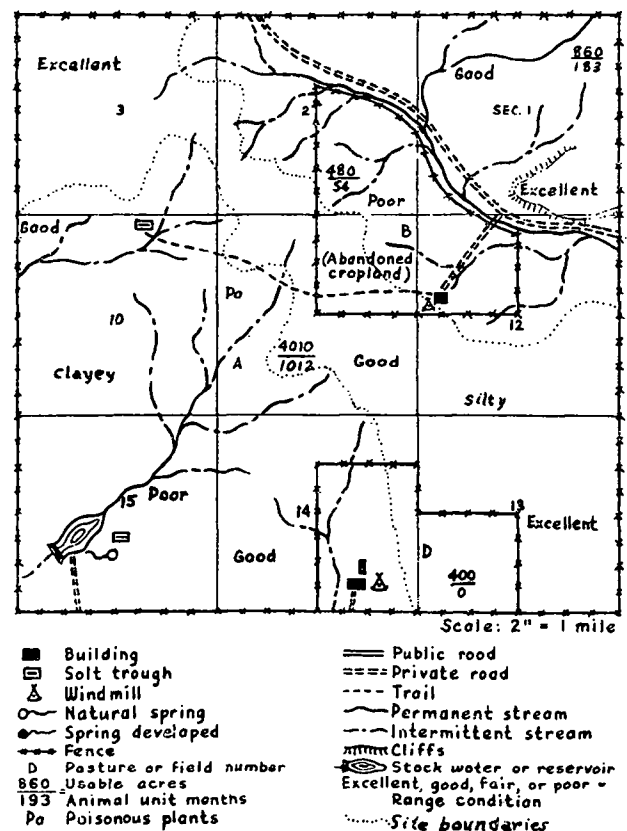 860
Excellant
183
Good
3
2
SEC. 1
480
54
Excellent
Poor
Good
B
(Abandoned
cropland)
Po
10
12
4010
1012
A
Clayey
Good
Silty
15
Poor
14
13
Excellent
Good
D
400
0
Scale: 2" = 1 mile
Building
Solt trough
Windmill
Natural spring
Spring developed
Fence
D Pasture or field number
860 = Usable acres
193 Animal unit months
Po Poisonous plants
Public rood
Private road
Trail
Permanent stream
Intermittent stream
Cliffs
Stock water or reservoir
Excellent, good, fair, or poor -
Range condition
Site boundaries